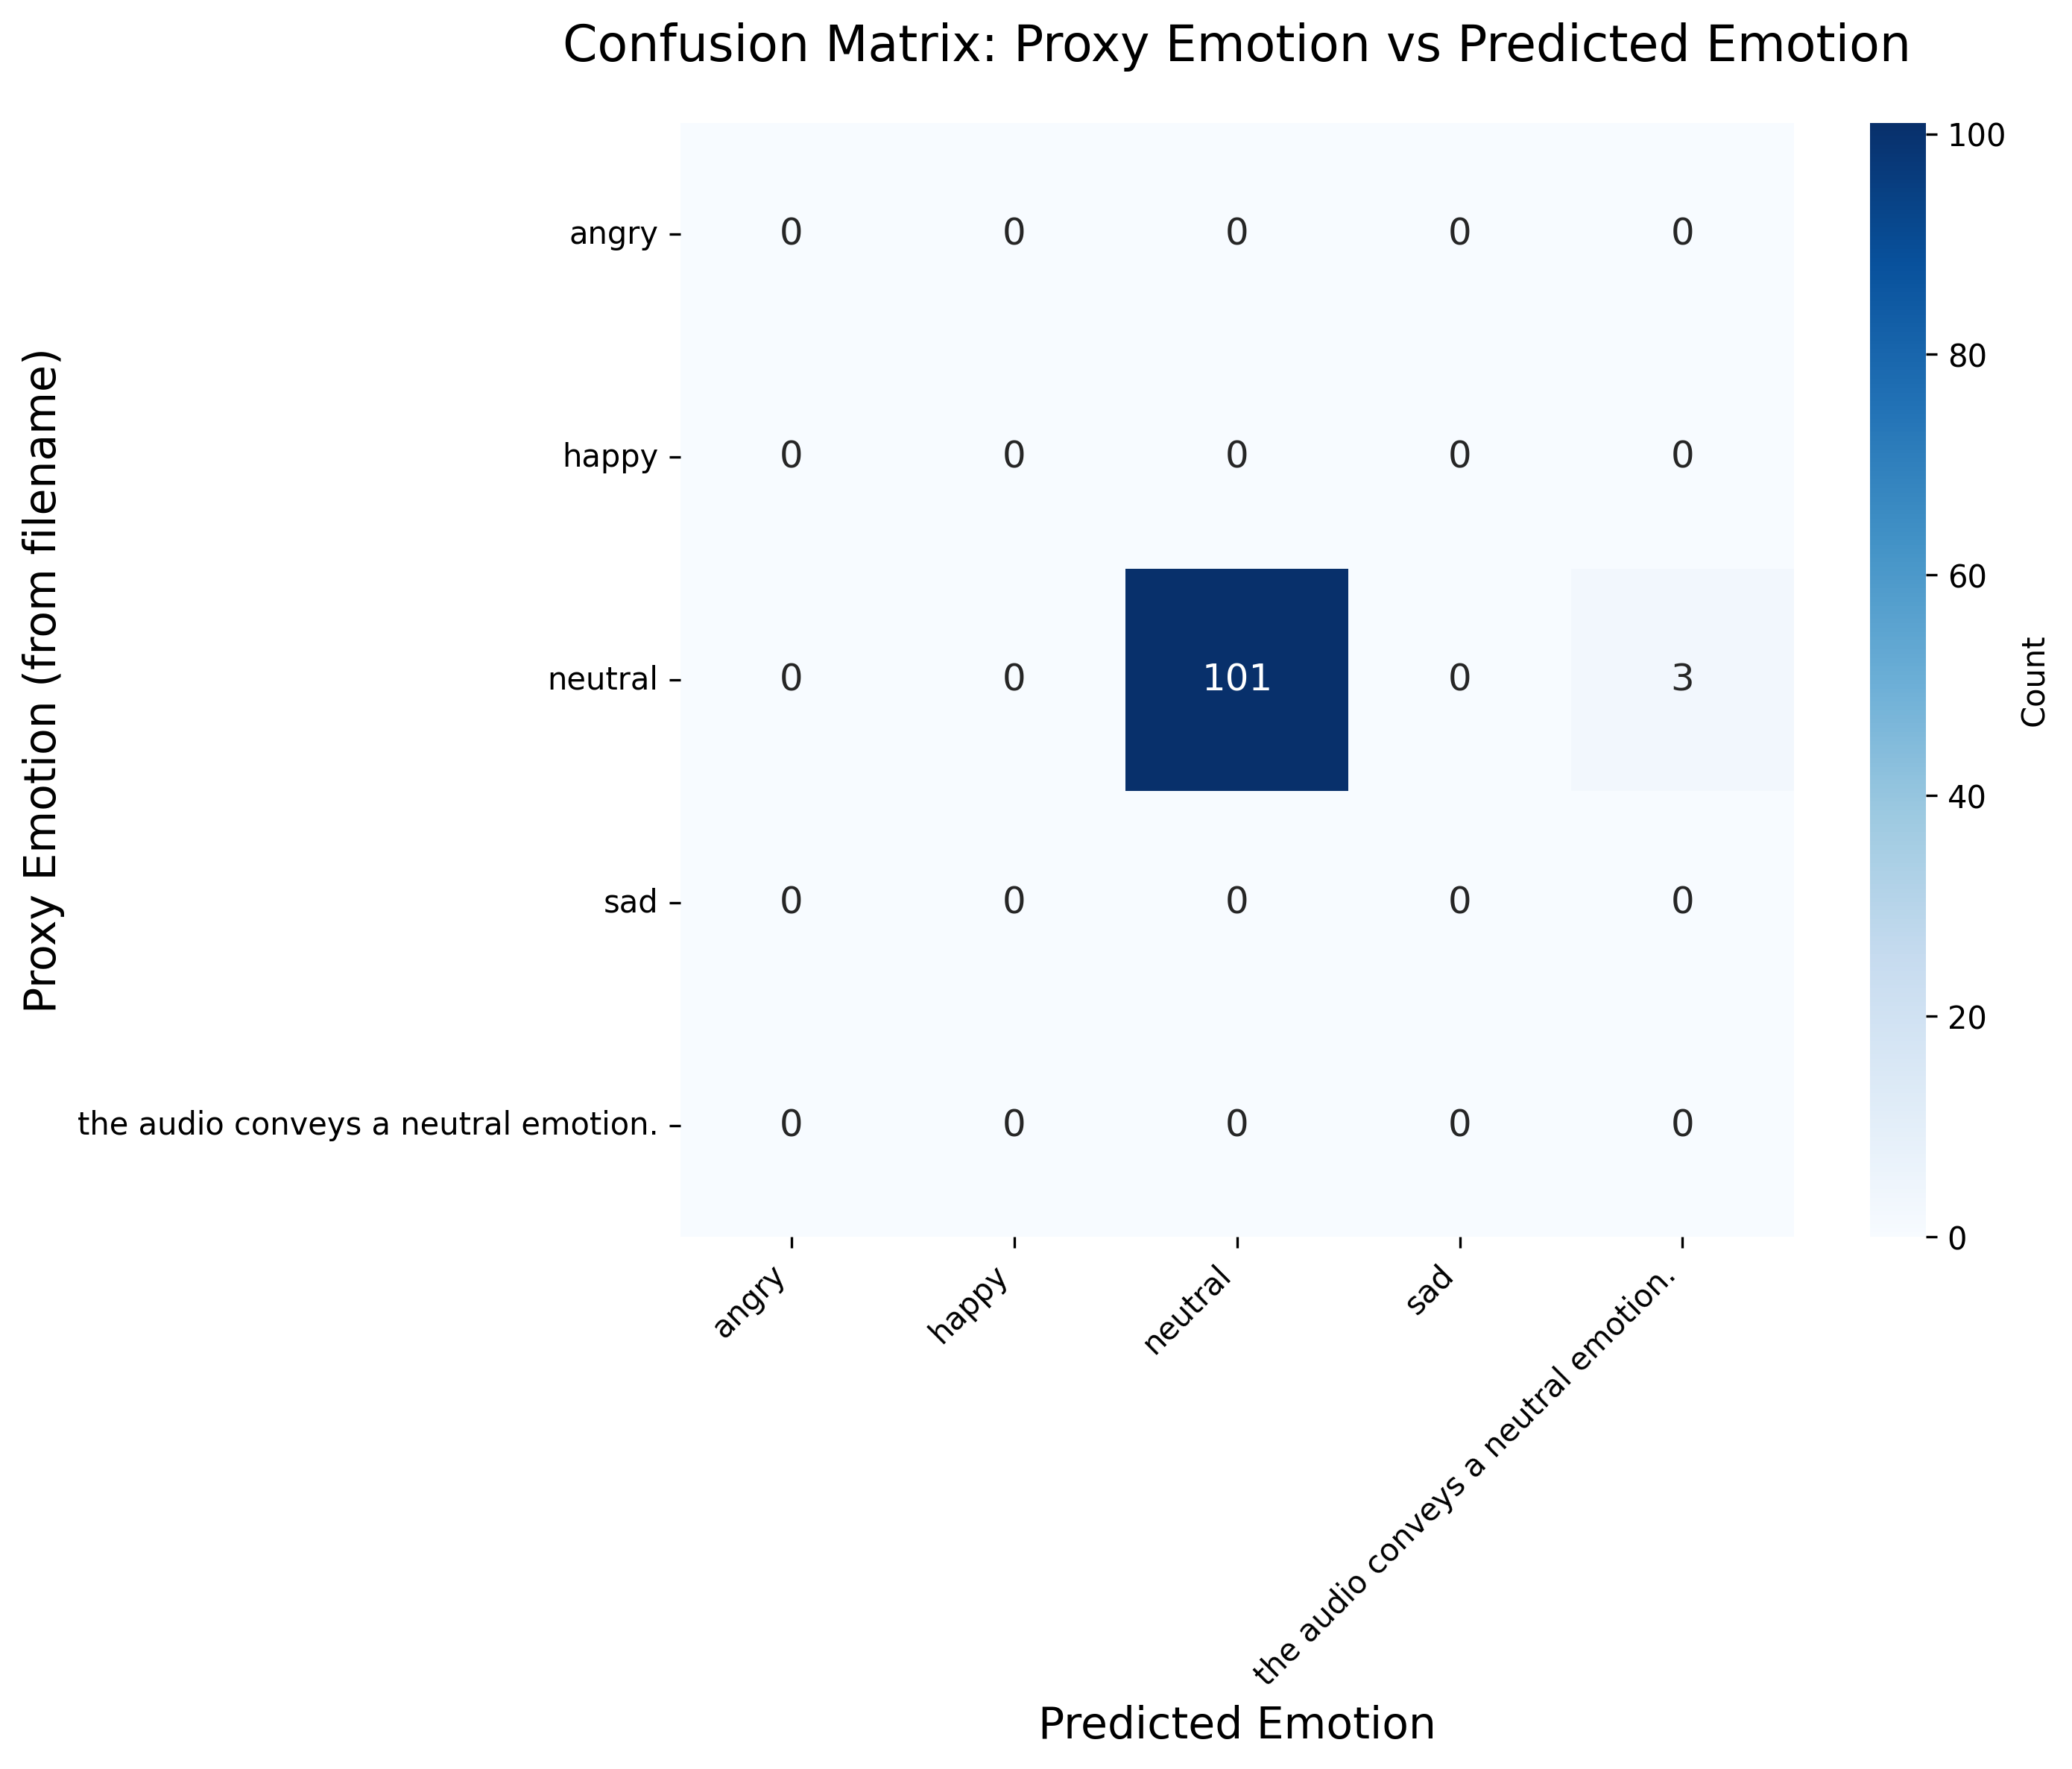 Confusion Matrix: Proxy Emotion vs Predicted Emotion
Proxy Emotion (from filename)
angry 0 0 0 0 0
happy 0 0 0 0 0
neutral 0 0 101 0 3
sad 0 0 0 0 0
the audio conveys a neutral emotion. 0 0 0 0 0
angry
happy
neutral
sad
the audio conveys a neutral emotion.
Predicted Emotion
100
80
60
40
20
0
Count